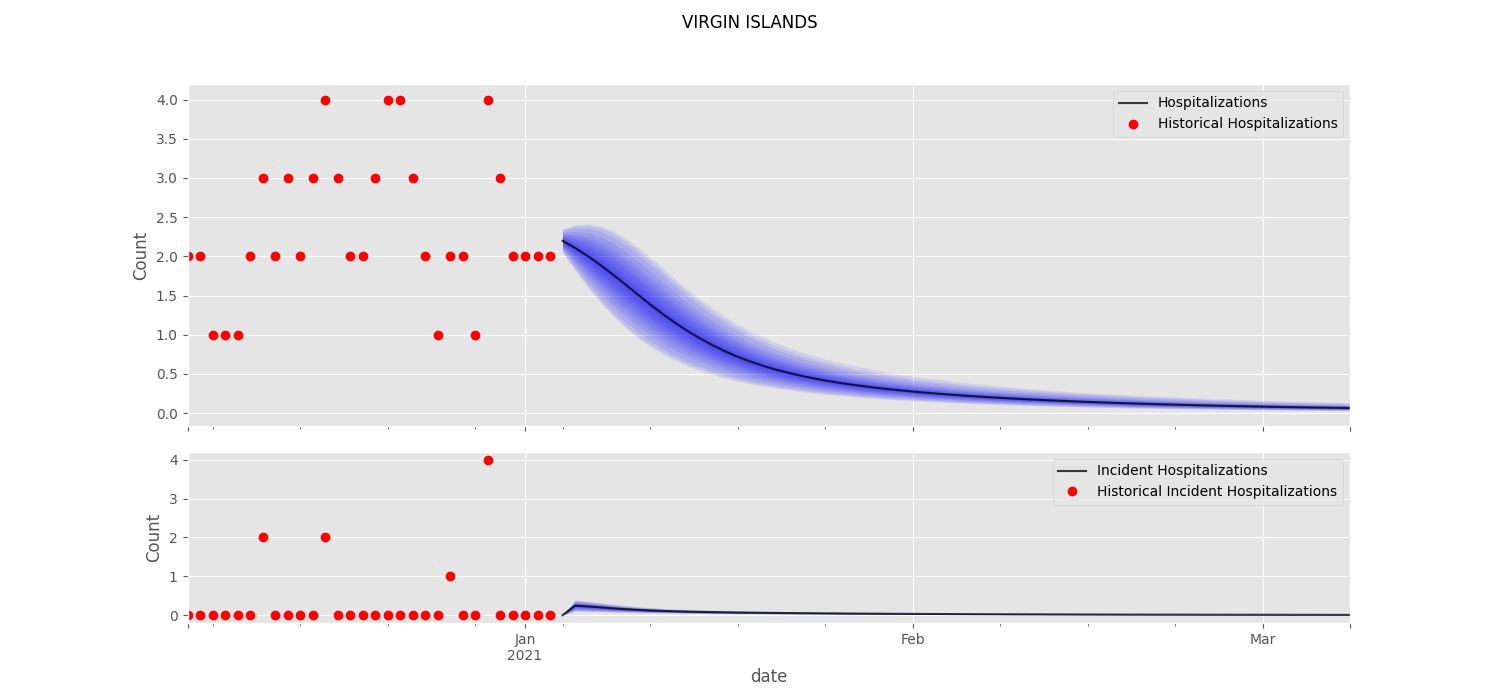 VIRGIN ISLANDS
Hospitalizations
Historical Hospitalizations
4.0
3.5
3.0
2.5
2.0
1.5
1.0
0.5
0.0
Count
Incident Hospitalizations
Historical Incident Hospitalizations
4
3
2
1
0
Count
Jan
2021
Feb
Mar
date